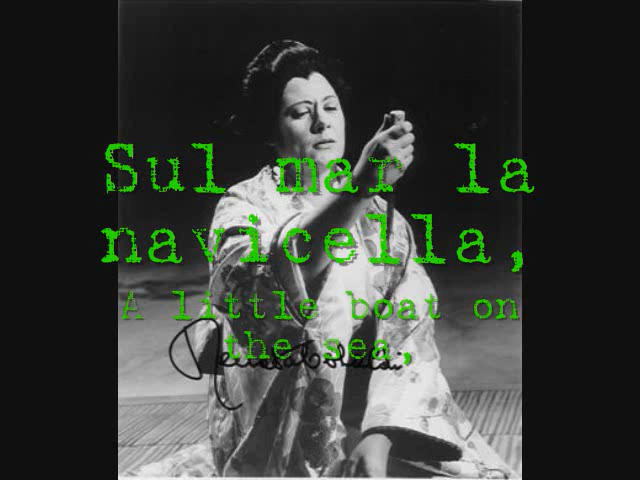 Sul mar la
navicella,
A little boat on
the sea,